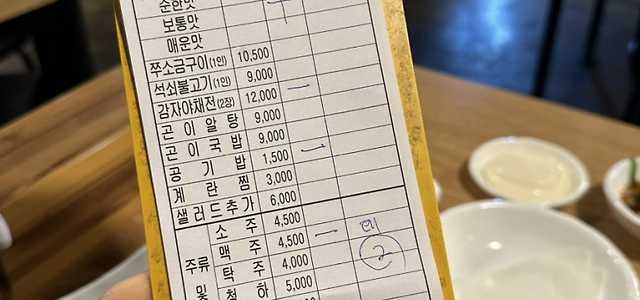 순한맛
보통맛
매운맛
쭈소금구이(1인) 10,500
석쇠불고기(1인) 9,000
감자야채전(2장) 12,000 ㅡ
곤이알탕 9,000
곤이국밥 9,000
공기밥 1,500 ㅡ
계란찜 3,000
샐러드추가 6,000
소주 4,500
맥주 4,500 ㅡ
탁주 4,000
청하 5,000
주류
및
②